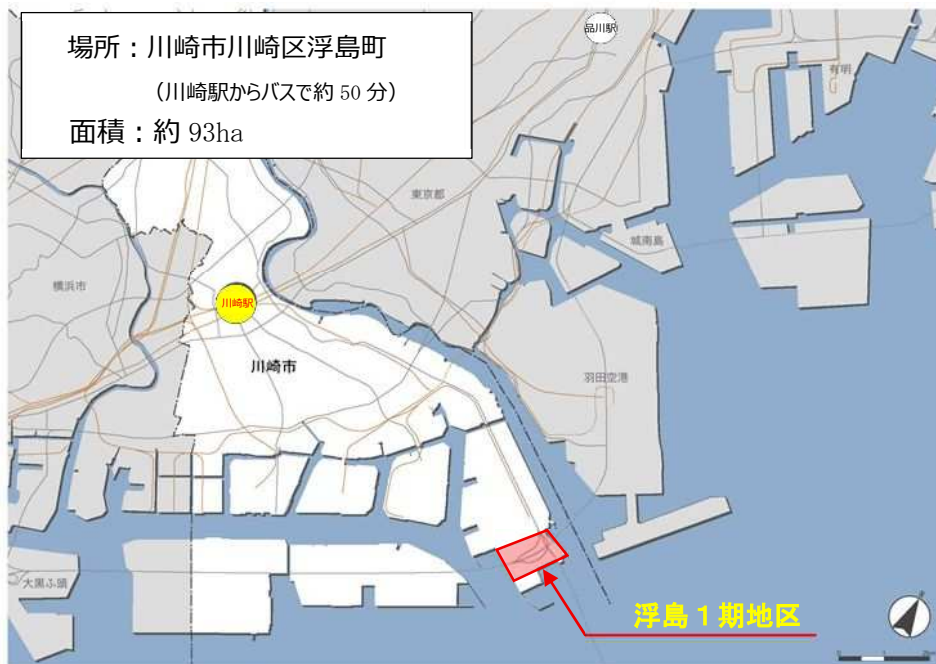 場所：川崎市川崎区浮島町
（川崎駅からバスで約 50 分）
面積：約 93ha
品川駅
有明
東京都
城南島
横浜市
川崎駅
川崎市
羽田空港
大黒ふ頭
浮島１期地区